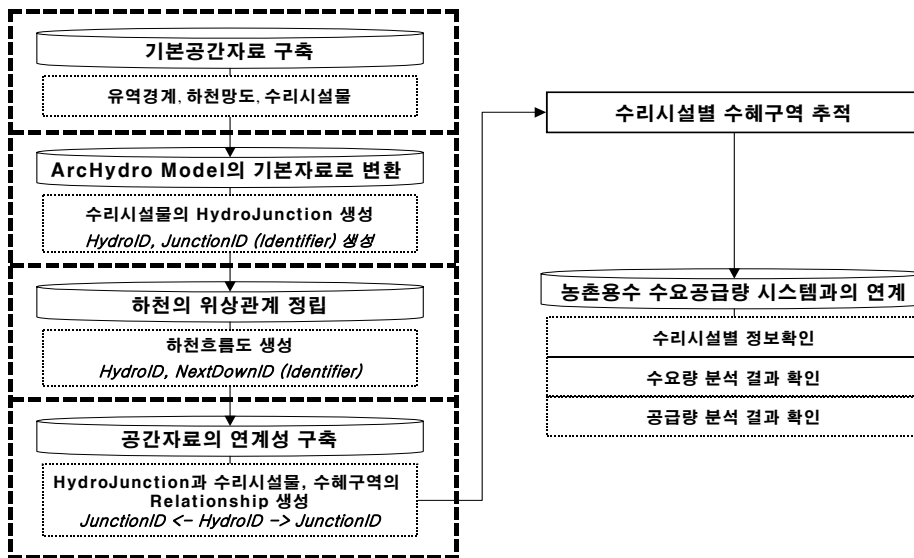 기본공간자료 구축
유역경계, 하천망도, 수리시설물
ArcHydro Model의 기본자료로 변환
수리시설물의 HydroJunction 생성
HydroID, JunctionID (Identifier) 생성
하천의 위상관계 정립
하천흐름도 생성
HydroID, NextDownID (Identifier)
공간자료의 연계성 구축
HydroJunction과 수리시설물, 수혜구역의
Relationship 생성
JunctionID <- HydroID -> JunctionID
수리시설별 수혜구역 추적
농촌용수 수요공급량 시스템과의 연계
수리시설별 정보확인
수요량 분석 결과 확인
공급량 분석 결과 확인